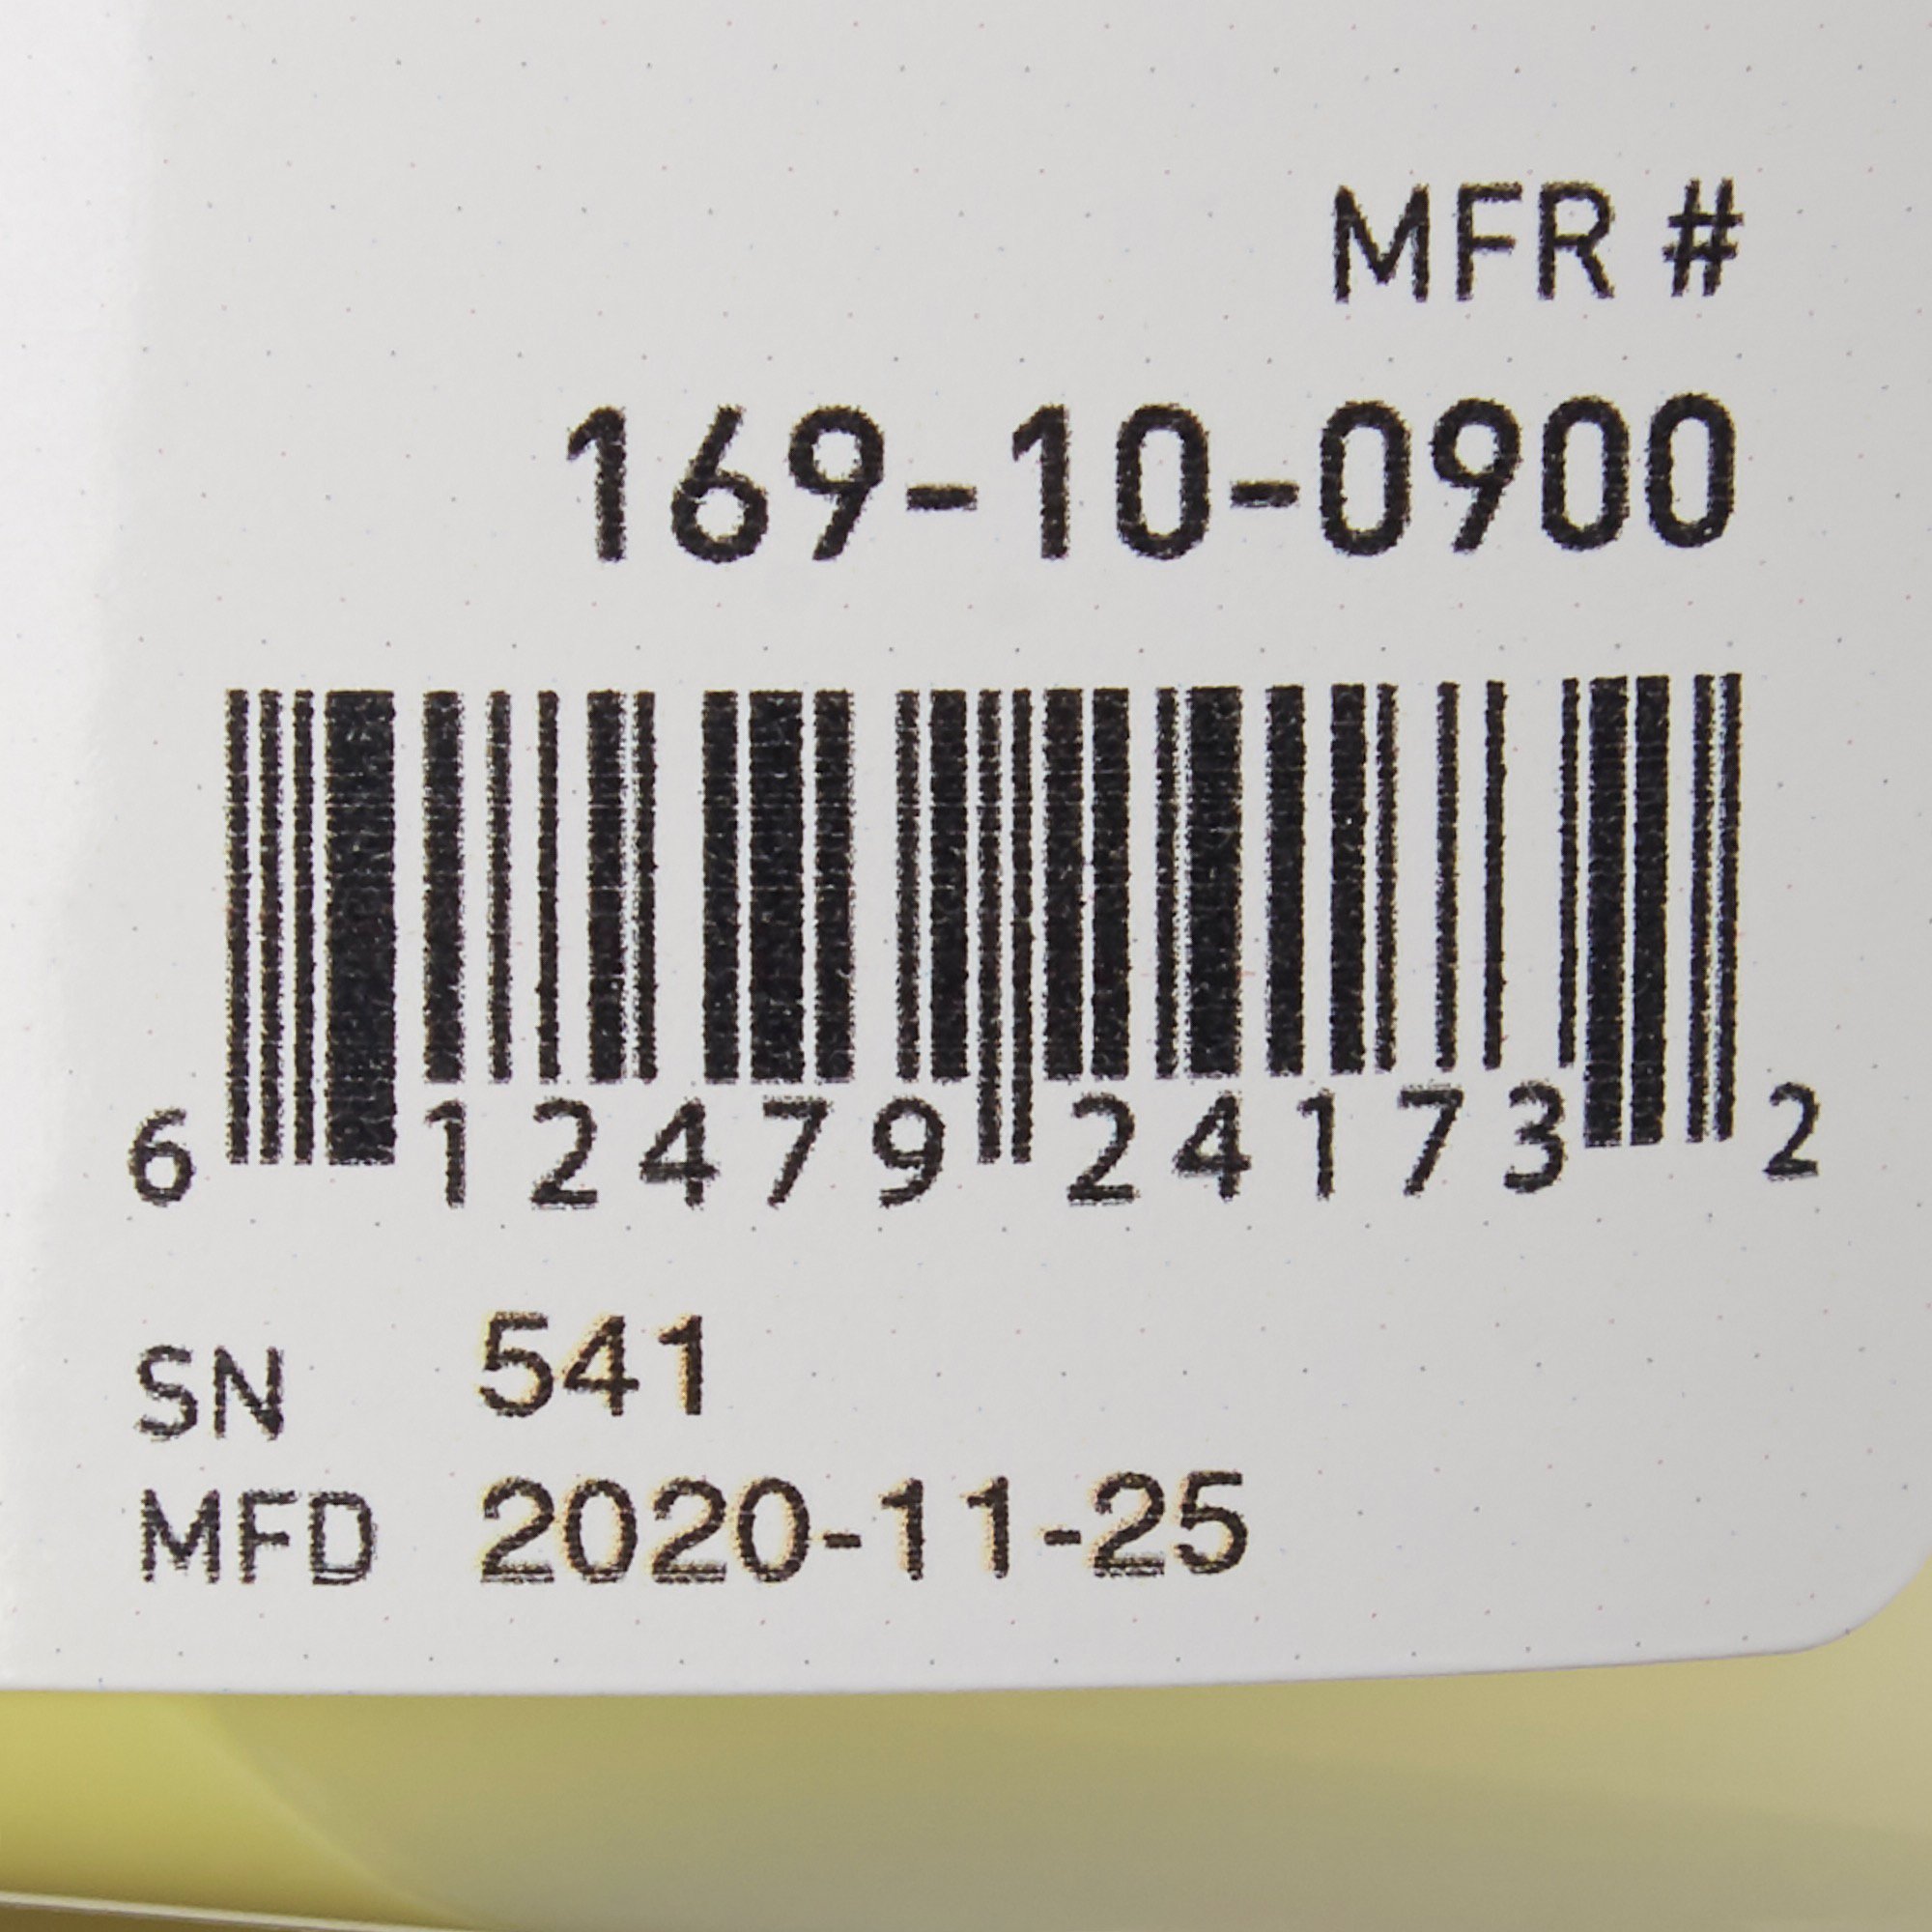 MFR #
169-10-0900
6 12479 24173 2
SN 541
MFD 2020-11-25